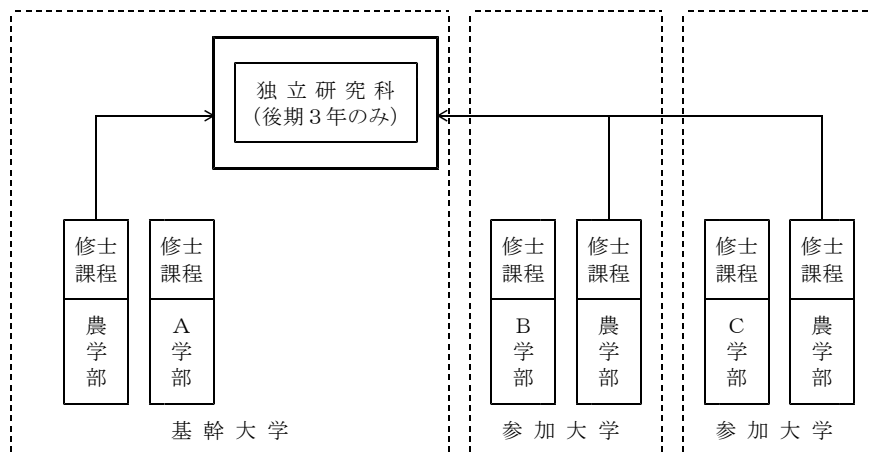 独立研究科
（後期３年のみ）
修士
課程
農学部
修士
課程
A学部
修士
課程
B学部
修士
課程
農学部
修士
課程
C学部
修士
課程
農学部
基幹大学
参加大学
参加大学